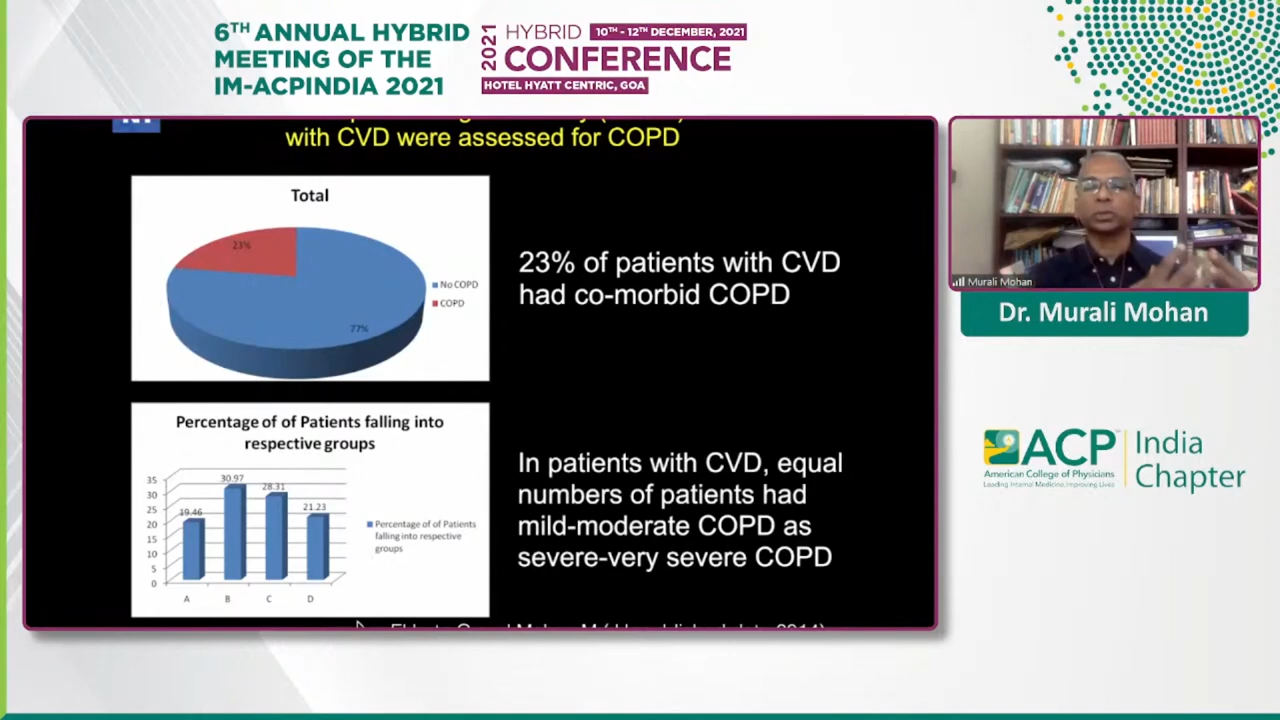 6TH ANNUAL HYBRID
MEETING OF THE
IM-ACPINDIA 2021
2021
HYBRID
10TH - 12TH DECEMBER, 2021
CONFERENCE
HOTEL HYATT CENTRIC, GOA
with CVD were assessed for COPD
Total
23%
77%
No COPD
COPD
23% of patients with CVD
had co-morbid COPD
Percentage of of Patients falling into
respective groups
35
30
25
20
15
10
5
0
19.46
30.97
28.31
21.23
A B C D
Percentage of of Patients
falling into respective
groups
In patients with CVD, equal
numbers of patients had
mild-moderate COPD as
severe-very severe COPD
Murali Mohan
Dr. Murali Mohan
ACP
American College of Physicians
Leading Internal Medicine, Improving Lives
India
Chapter